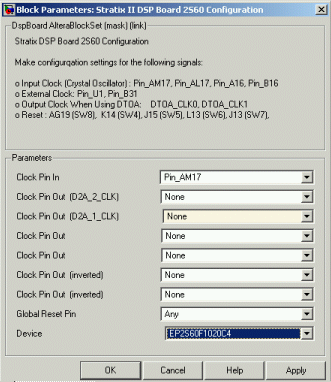 Block Parameters: Stratix II DSP Board 2S60 Configuration
DspBoard AlteraBlockSet (mask) (link)
Stratix DSP Board 2S60 Configuration
Make configurqation settings for the following signals:
o Input Clock (Crystal Oscillator) : Pin_AM17, Pin_AL17, Pin_A16, Pin_B16
o External Clock: Pin_U1, Pin_B31
o Output Clock When Using DTOA: DTOA_CLK0, DTOA_CLK1
o Reset : AG19 (SW8), K14 (SW4), J15 (SW5), L13 (SW6), J13 (SW7),
Parameters
Clock Pin In Pin_AM17
Clock Pin Out (D2A_2_CLK) None
Clock Pin Out (D2A_1_CLK) None
Clock Pin Out None
Clock Pin Out None
Clock Pin Out (inverted) None
Clock Pin Out (inverted) None
Global Reset Pin Any
Device EP2S60F1020C4
OK Cancel Help Apply